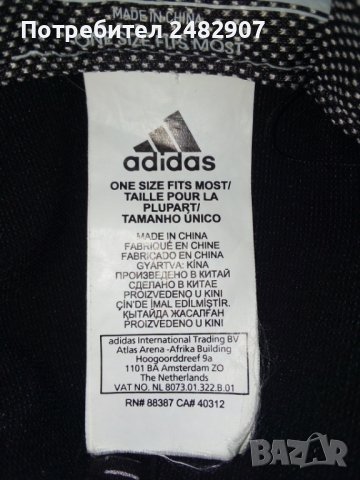 MADE IN CHINA
ONE SIZE FITS MOST
Потребител 2482907
adidas
ONE SIZE FITS MOST/
TAILLE POUR LA
PLUPART/
TAMANHO ÚNICO
MADE IN CHINA
FABRIQUÉ EN CHINE
FABRICADO EN CHINA
GYÁRTVA: KÍNA
ПРОИЗВЕДЕНО В КИТАЙ
СДЕЛАНО В КИТАЕ
PROIZVEDENO U KINI
ÇİN'DE İMAL EDİLMİŞTİR.
ҚЫТАЙДА ЖАСАЛҒАН
PROIZVEDENO U KINI
adidas International Trading BV
Atlas Arena -Afrika Building
Hoogoorddreef 9a
1101 BA Amsterdam ZO
The Netherlands
VAT NO. NL 8073.01.322.B.01
RN# 88387 CA# 40312
BAZAR